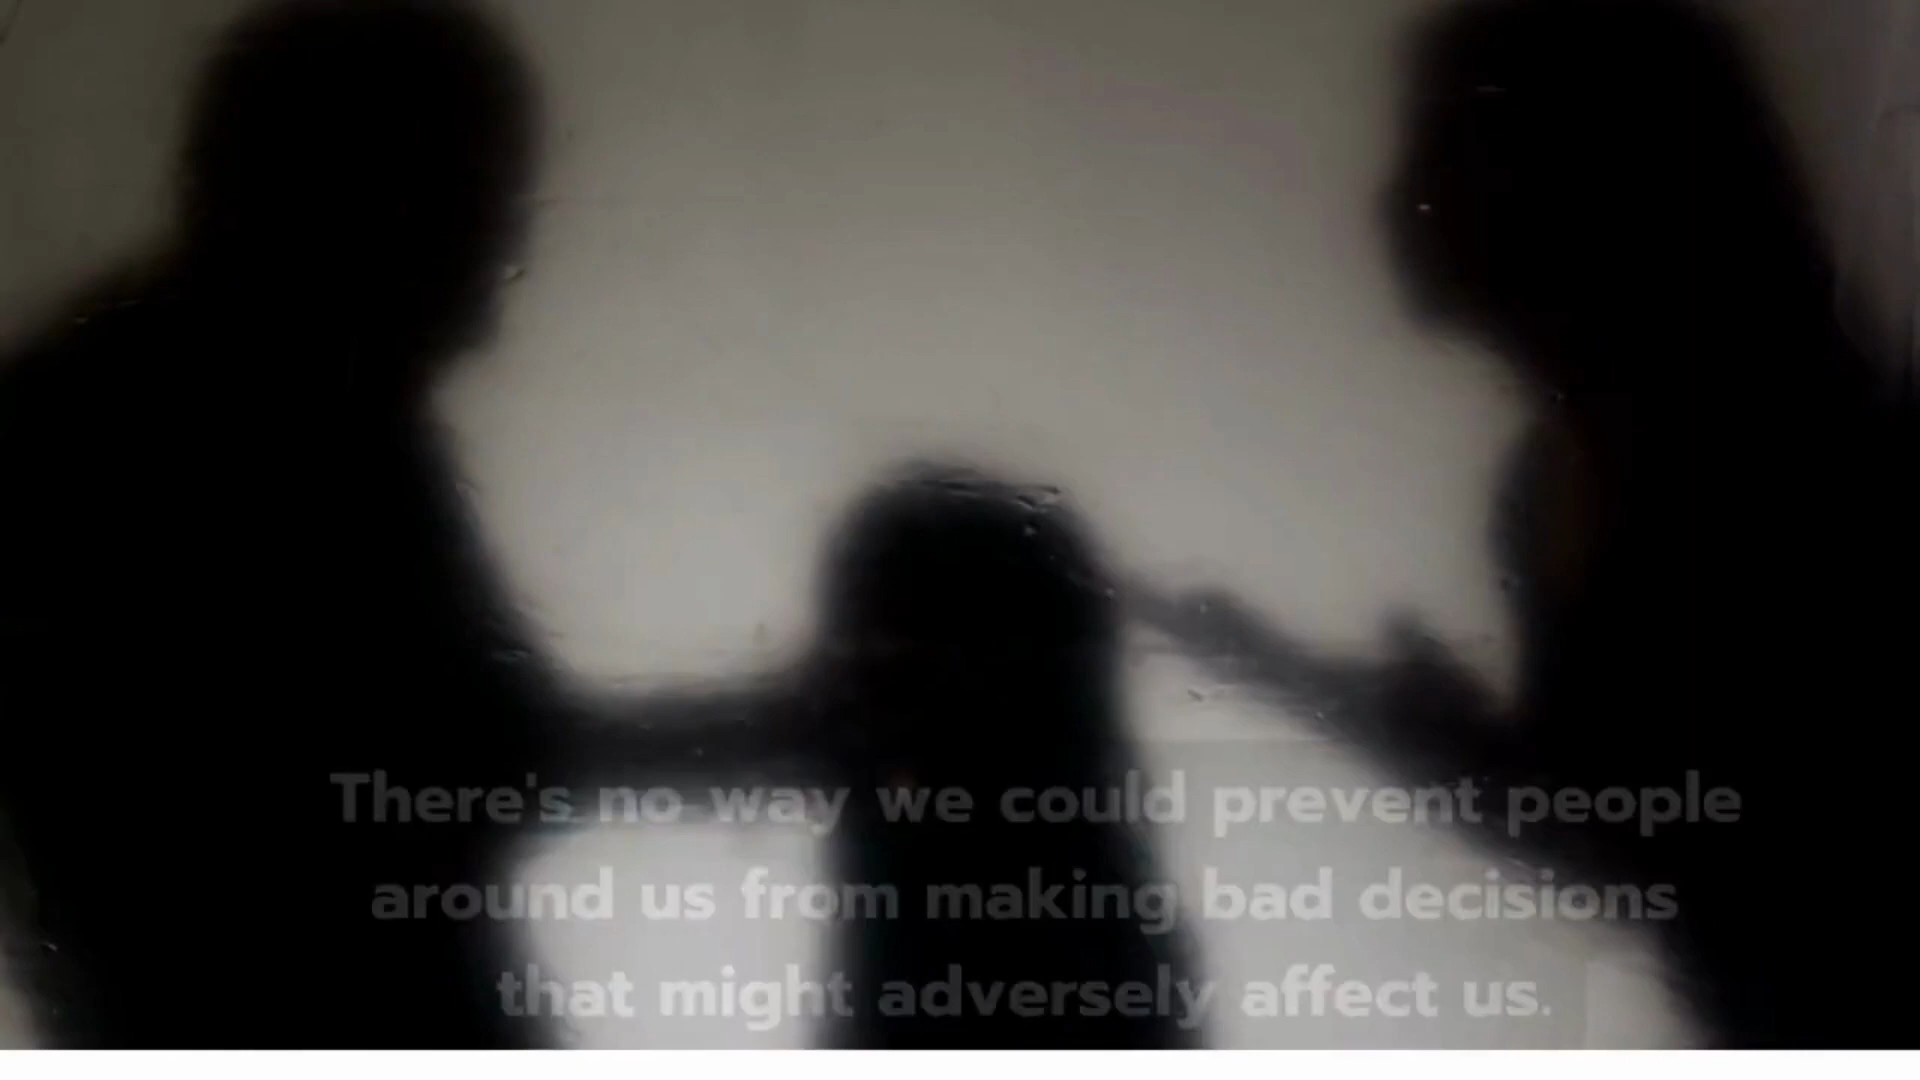 There's no way we could prevent people
around us from making bad decisions
that might adversely affect us.